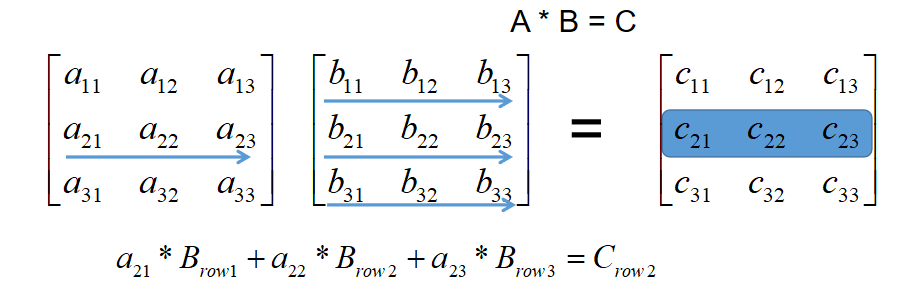 A * B = C
a11 a12 a13 b11 b12 b13 c11 c12 c13
a21 a22 a23 b21 b22 b23 = c21 c22 c23
a31 a32 a33 b31 b32 b33 c31 c32 c33
a21 * Brow1 + a22 * Brow2 + a23 * Brow3 = Crow2